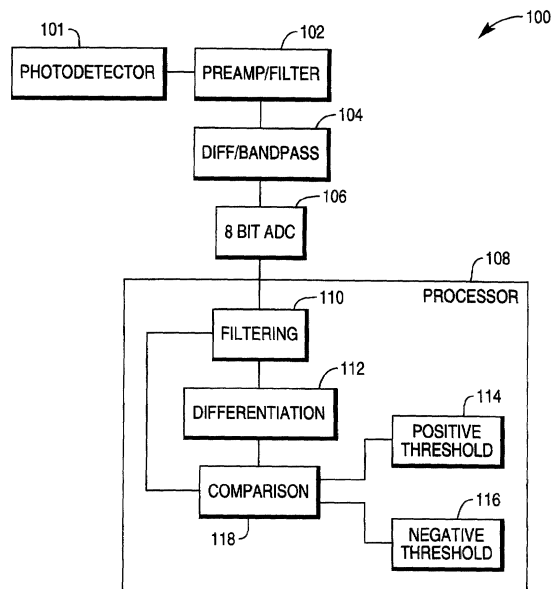 100
101
PHOTODETECTOR
102
PREAMP/FILTER
104
DIFF/BANDPASS
106
8 BIT ADC
108
PROCESSOR
110
FILTERING
112
DIFFERENTIATION
114
POSITIVE
THRESHOLD
COMPARISON
118
116
NEGATIVE
THRESHOLD